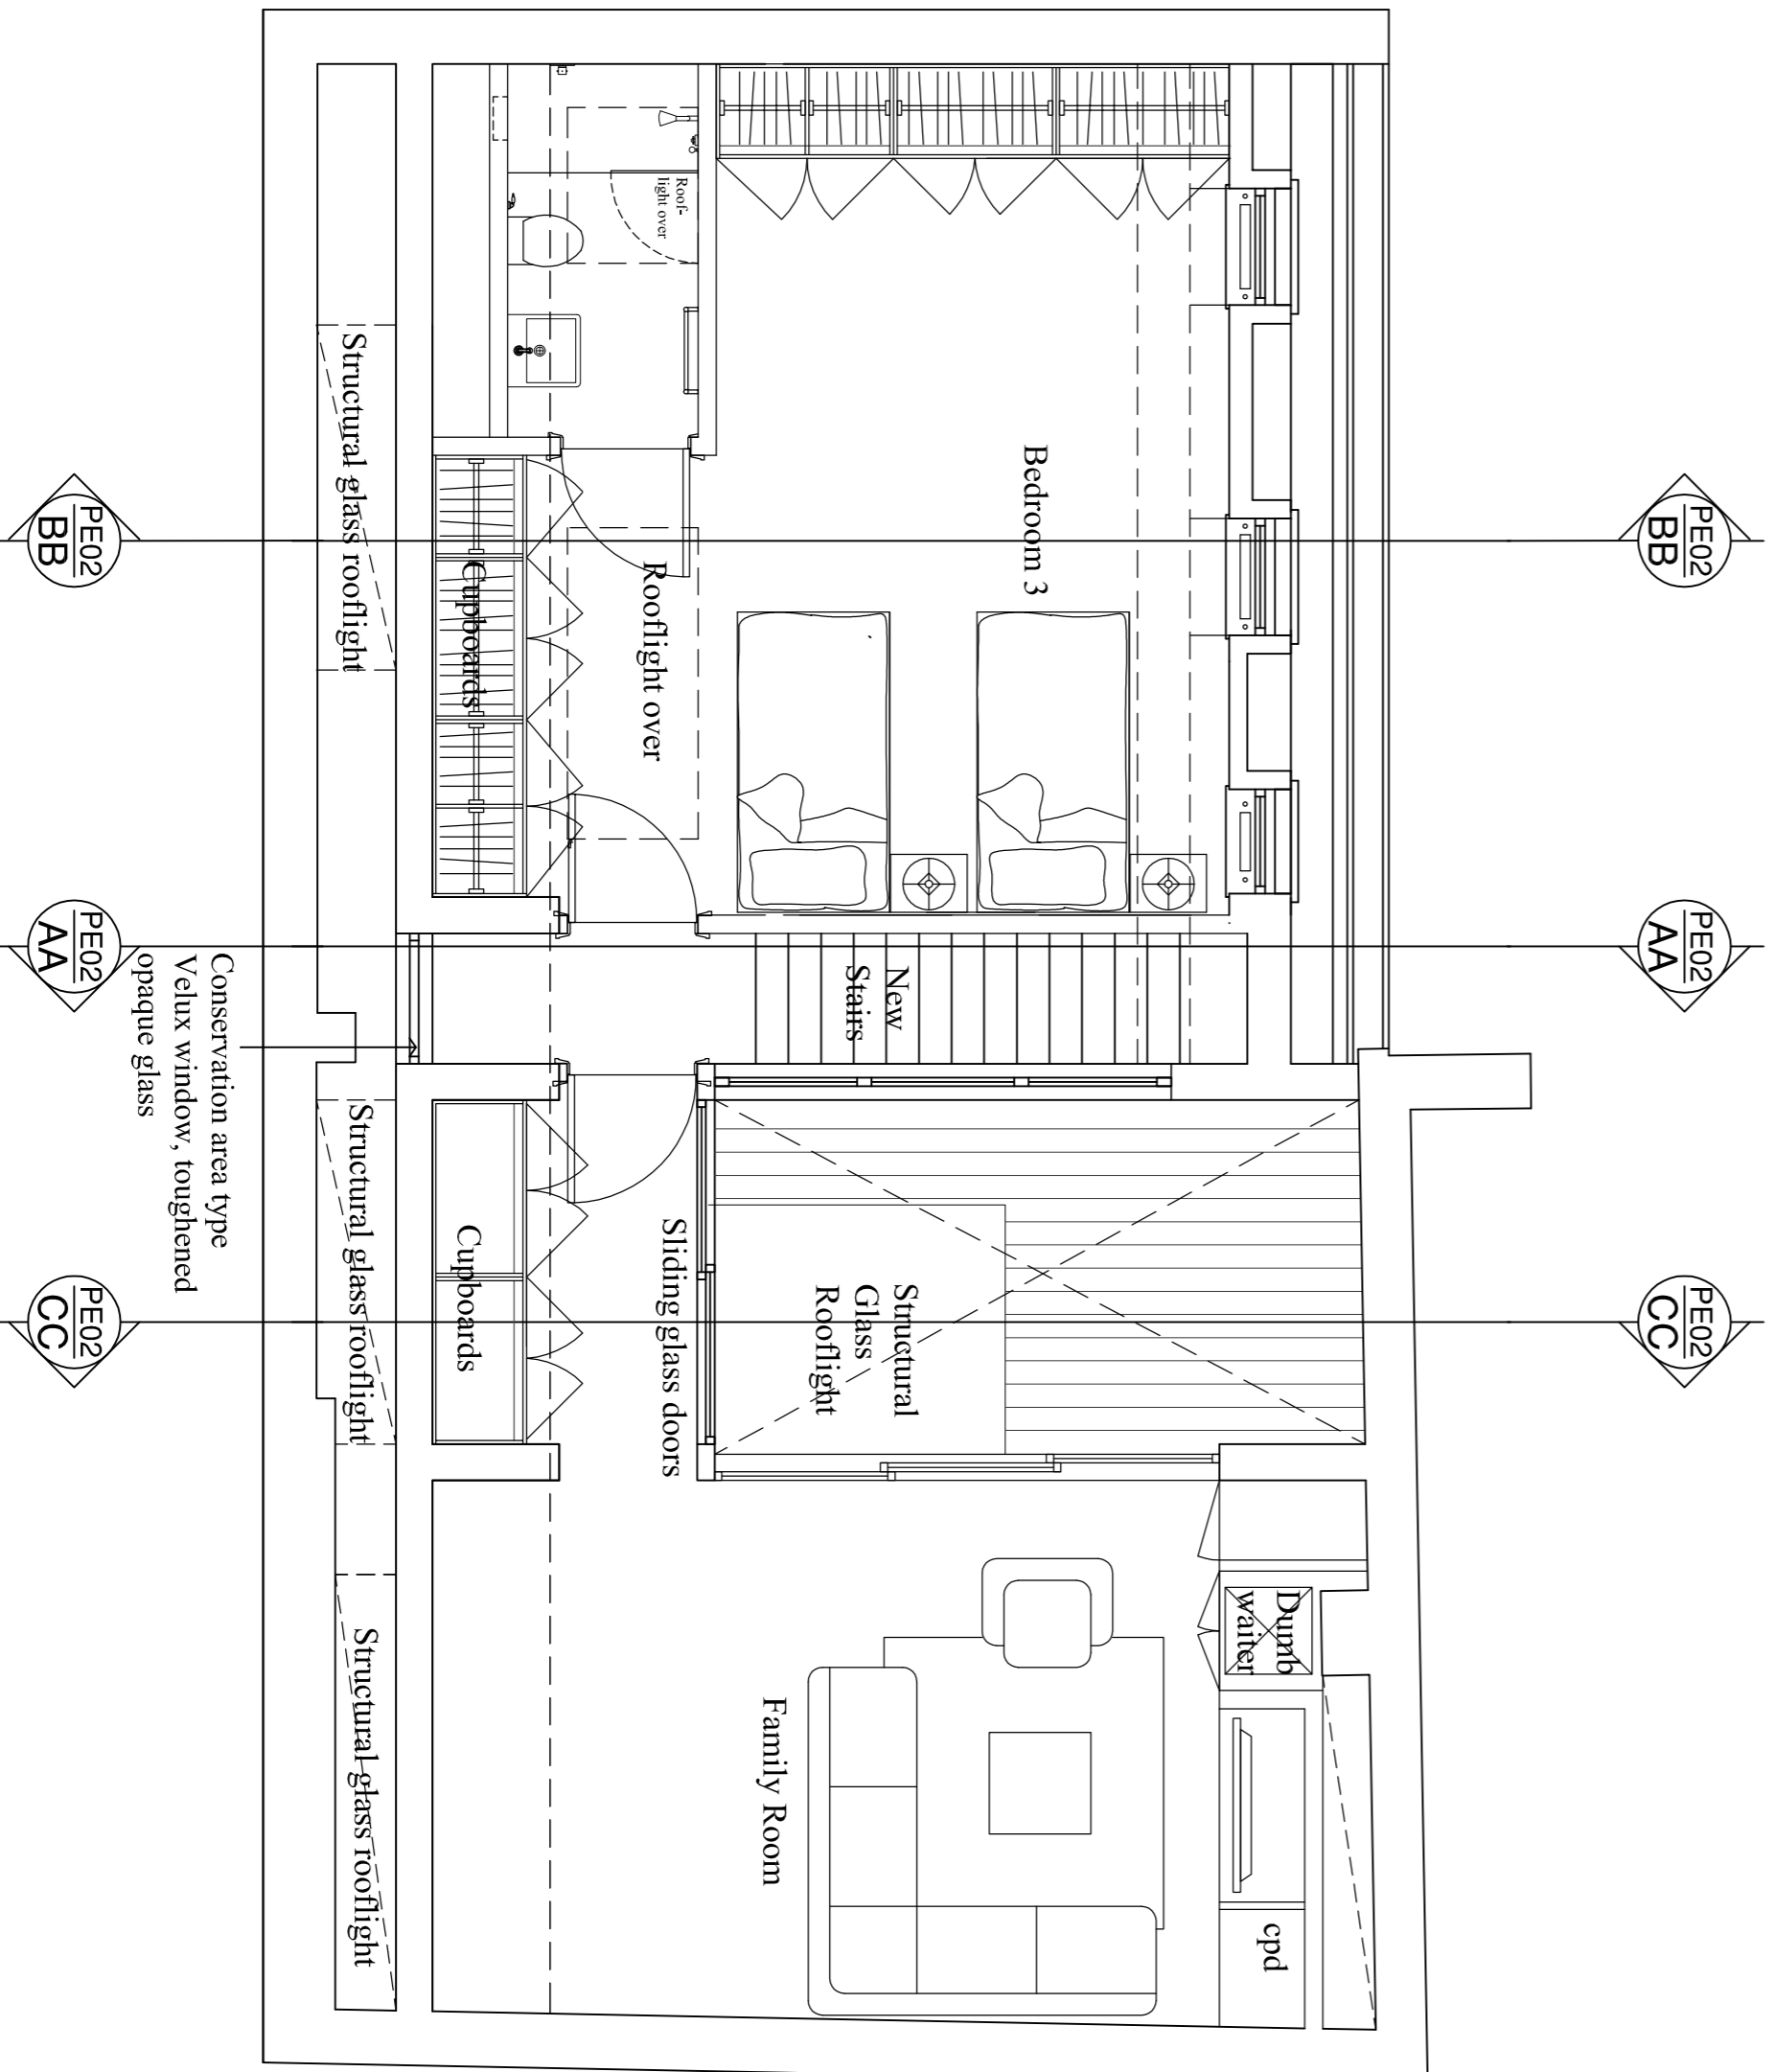 PE02
BB
PE02
AA
PE02
CC
Bedroom 3
Roof-
light over
Rooflight over
Cupboards
Structural glass rooflight
New
Stairs
Conservation area type
Velux window, toughened
opaque glass
Structural
Glass
Rooflight
Sliding glass doors
Cupboards
Structural glass rooflight
Dumb
waiter
cpd
Family Room
Structural glass rooflight
PE02
BB
PE02
AA
PE02
CC